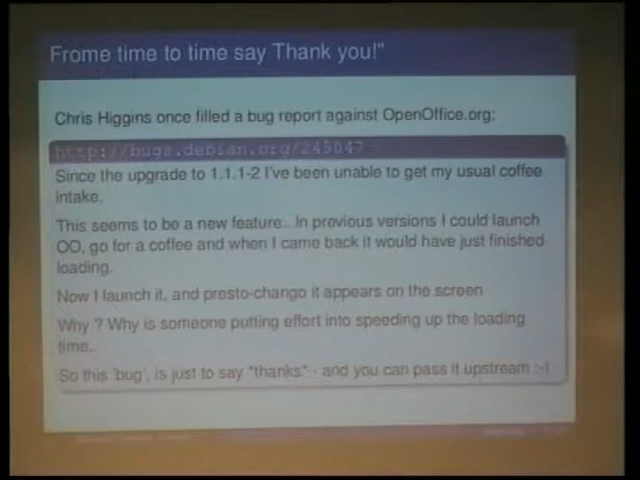 Frome time to time say Thank you!"
Chris Higgins once filled a bug report against OpenOffice.org:
http://bugs.debian.org/245047
Since the upgrade to 1.1.1-2 I've been unable to get my usual coffee
intake.
This seems to be a new feature. In previous versions I could launch
OO, go for a coffee and when I came back it would have just finished
loading.
Now I launch it, and presto-chango it appears on the screen
Why ? Why is someone putting effort into speeding up the loading
time.
So this 'bug', is just to say "thanks" - and you can pass it upstream :-)